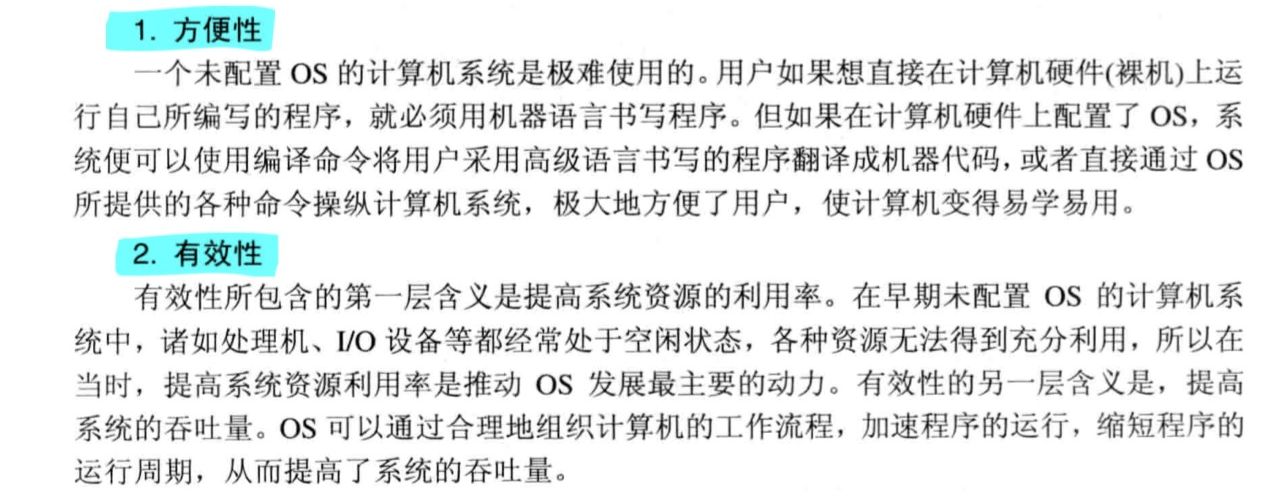 1. 方便性
一个未配置 OS 的计算机系统是极难使用的。用户如果想直接在计算机硬件(裸机)上运
行自己所编写的程序，就必须用机器语言书写程序。但如果在计算机硬件上配置了 OS，系
统便可以使用编译命令将用户采用高级语言书写的程序翻译成机器代码，或者直接通过 OS
所提供的各种命令操纵计算机系统，极大地方便了用户，使计算机变得易学易用。
2. 有效性
有效性所包含的第一层含义是提高系统资源的利用率。在早期未配置 OS 的计算机系
统中，诸如处理机、I/O 设备等都经常处于空闲状态，各种资源无法得到充分利用，所以在
当时，提高系统资源利用率是推动 OS 发展最主要的动力。有效性的另一层含义是，提高
系统的吞吐量。OS 可以通过合理地组织计算机的工作流程，加速程序的运行，缩短程序的
运行周期，从而提高了系统的吞吐量。